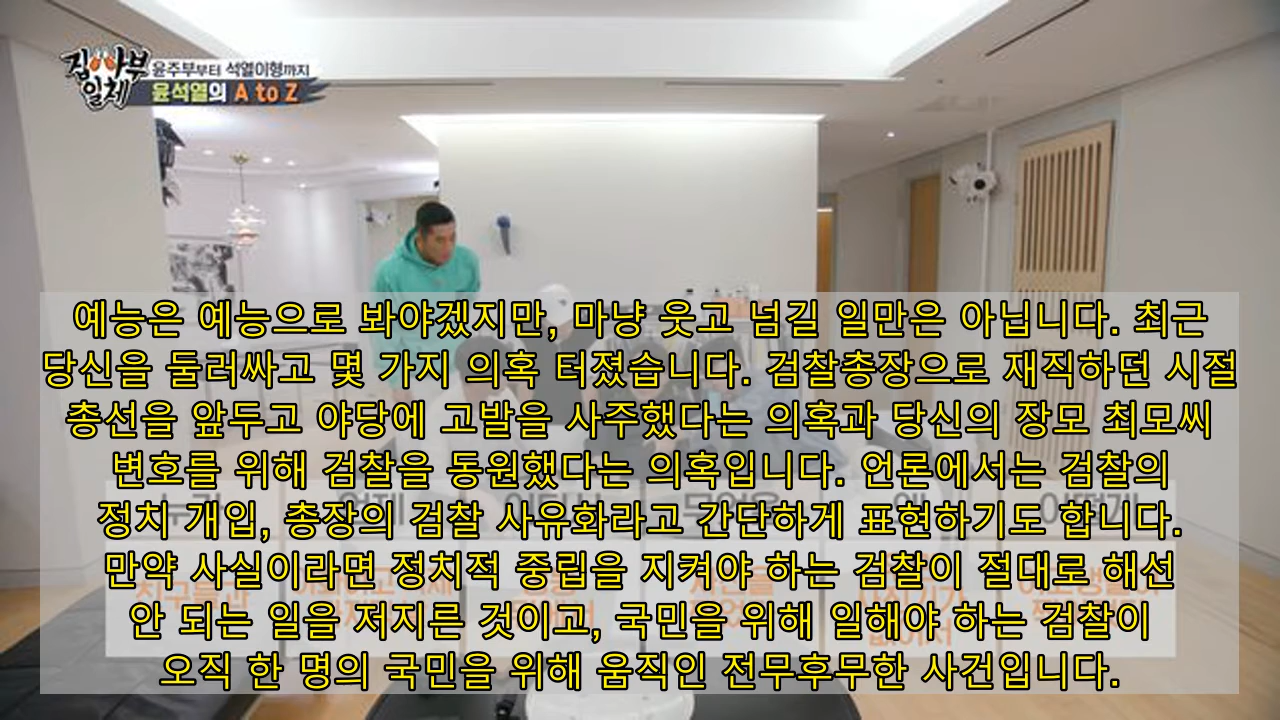 집사부
일체
윤주부부터 석열이형까지
윤석열의 A to Z
예능은 예능으로 봐야겠지만, 마냥 웃고 넘길 일만은 아닙니다. 최근
당신을 둘러싸고 몇 가지 의혹 터졌습니다. 검찰총장으로 재직하던 시절
총선을 앞두고 야당에 고발을 사주했다는 의혹과 당신의 장모 최모씨
변호를 위해 검찰을 동원했다는 의혹입니다. 언론에서는 검찰의
정치 개입, 총장의 검찰 사유화라고 간단하게 표현하기도 합니다.
만약 사실이라면 정치적 중립을 지켜야 하는 검찰이 절대로 해선
안 되는 일을 저지른 것이고, 국민을 위해 일해야 하는 검찰이
오직 한 명의 국민을 위해 움직인 전무후무한 사건입니다.